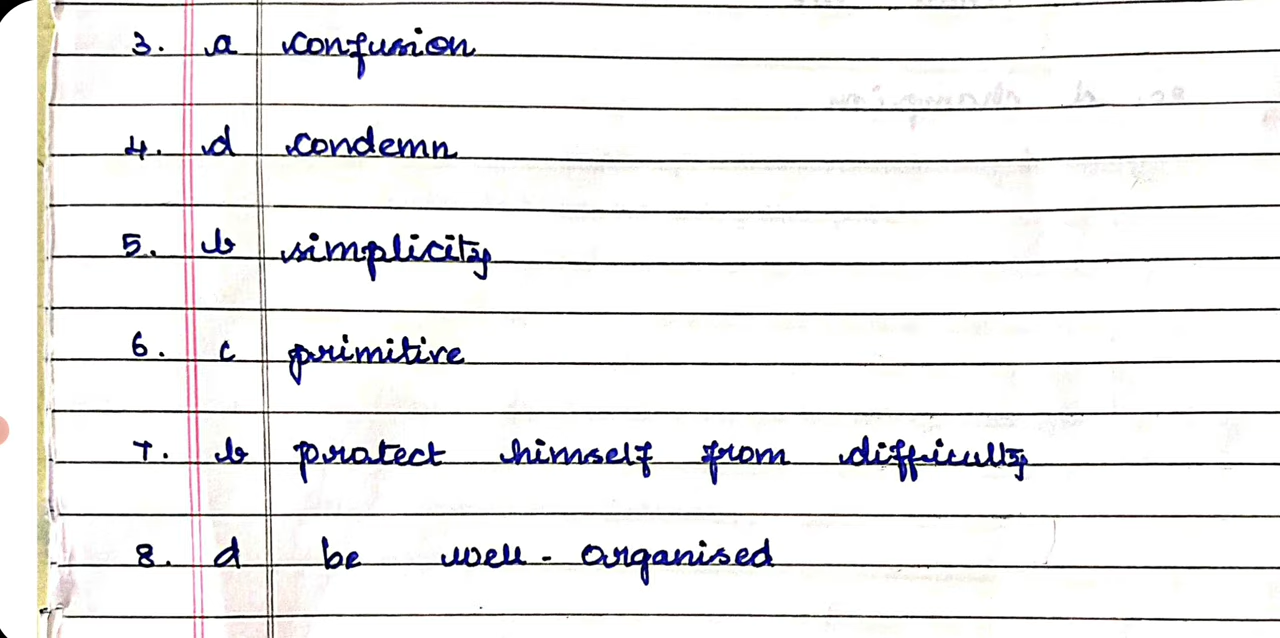 3. a confusion
4. d condemn
5. b simplicity
6. c primitive
7. b protect himself from difficulty
8. d be well-organised